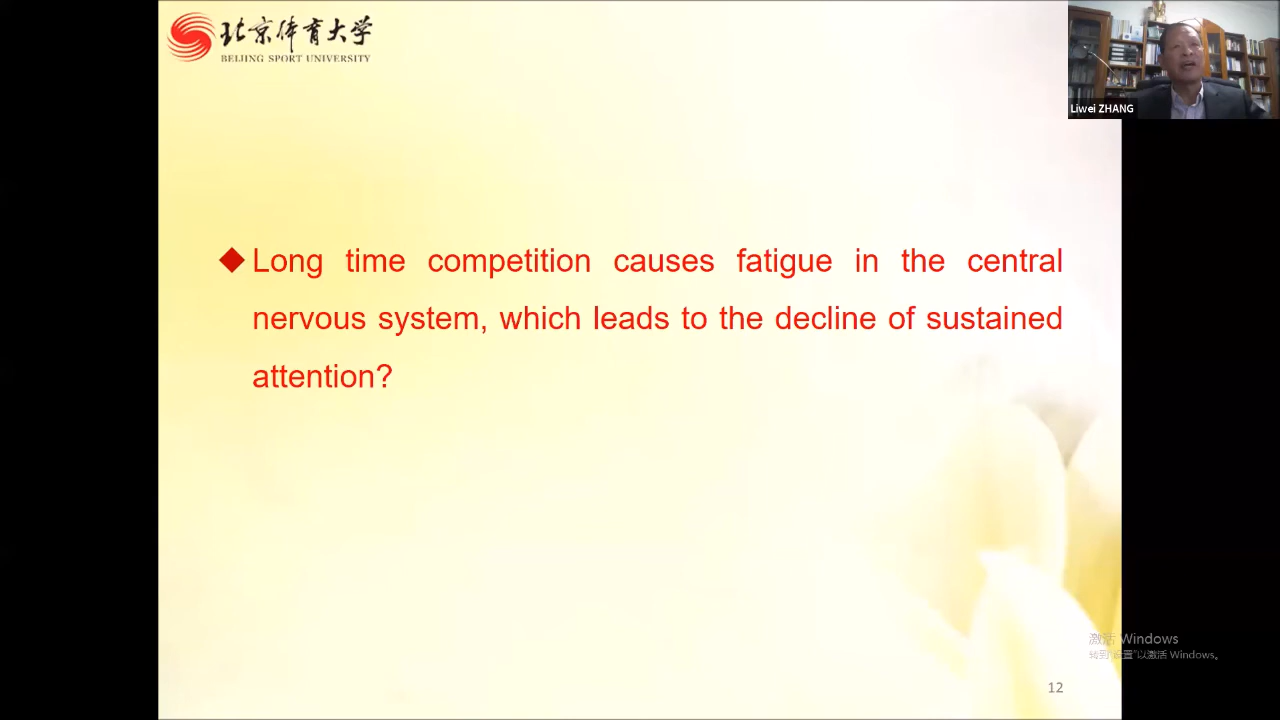 北京体育大学
BEIJING SPORT UNIVERSITY
Liwei ZHANG
Long time competition causes fatigue in the central
nervous system, which leads to the decline of sustained
attention?
激活 Windows
转到"设置"以激活 Windows。
12